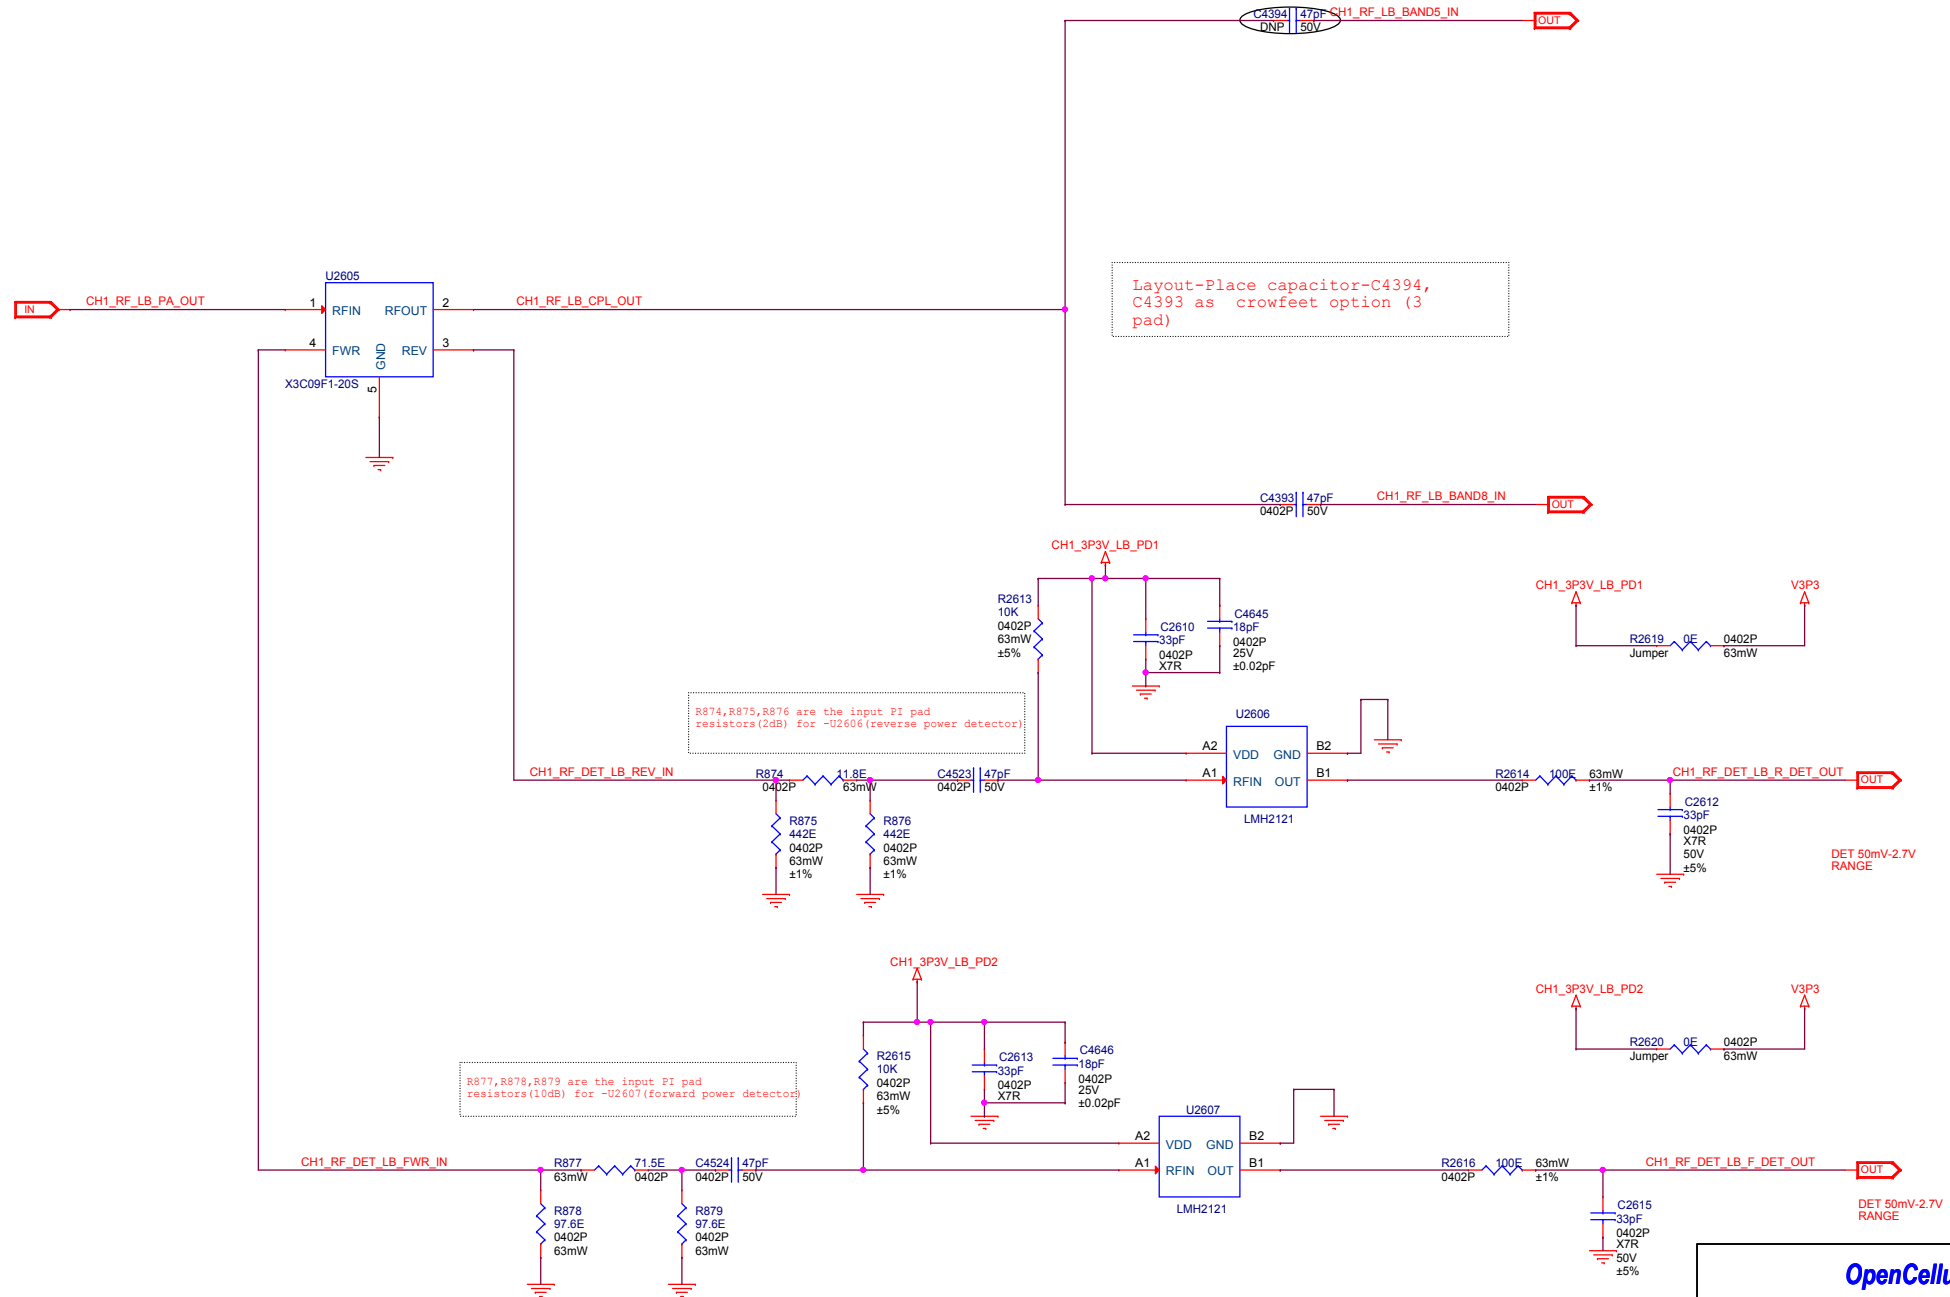 C4394 47pF CH1_RF_LB_BAND5_IN OUT
DNP 50V
U2605
IN CH1_RF_LB_PA_OUT 1 RFIN RFOUT 2 CH1_RF_LB_CPL_OUT
4 FWR GND REV 3
X3C09F1-20S 5
Layout-Place capacitor-C4394,
C4393 as crowfeet option (3
pad)
C4393 47pF CH1_RF_LB_BAND8_IN OUT
0402P 50V
CH1_3P3V_LB_PD1
R2613
10K
0402P
63mW
±5%
C2610
33pF
0402P
X7R
C4645
18pF
0402P
25V
±0.02pF
CH1_3P3V_LB_PD1 V3P3
R2619 0E 0402P
Jumper 63mW
R874,R875,R876 are the input PI pad
resistors(2dB) for -U2606(reverse power detector)
U2606
A2 VDD GND B2
A1 RFIN OUT B1
LMH2121
CH1_RF_DET_LB_REV_IN R874 11.8E C4523 47pF
0402P 63mW 0402P 50V
R875
442E
0402P
63mW
±1%
R876
442E
0402P
63mW
±1%
R2614 100E 63mW CH1_RF_DET_LB_R_DET_OUT OUT
0402P ±1%
C2612
33pF
0402P
X7R
50V
±5%
DET 50mV-2.7V
RANGE
CH1_3P3V_LB_PD2
R2615
10K
0402P
63mW
±5%
C2613
33pF
0402P
X7R
C4646
18pF
0402P
25V
±0.02pF
CH1_3P3V_LB_PD2 V3P3
R2620 0E 0402P
Jumper 63mW
R877,R878,R879 are the input PI pad
resistors(10dB) for -U2607(forward power detector)
U2607
A2 VDD GND B2
A1 RFIN OUT B1
LMH2121
CH1_RF_DET_LB_FWR_IN R877 71.5E C4524 47pF
63mW 0402P 0402P 50V
R878
97.6E
0402P
63mW
R879
97.6E
0402P
63mW
R2616 100E 63mW CH1_RF_DET_LB_F_DET_OUT OUT
0402P ±1%
C2615
33pF
0402P
X7R
50V
±5%
DET 50mV-2.7V
RANGE